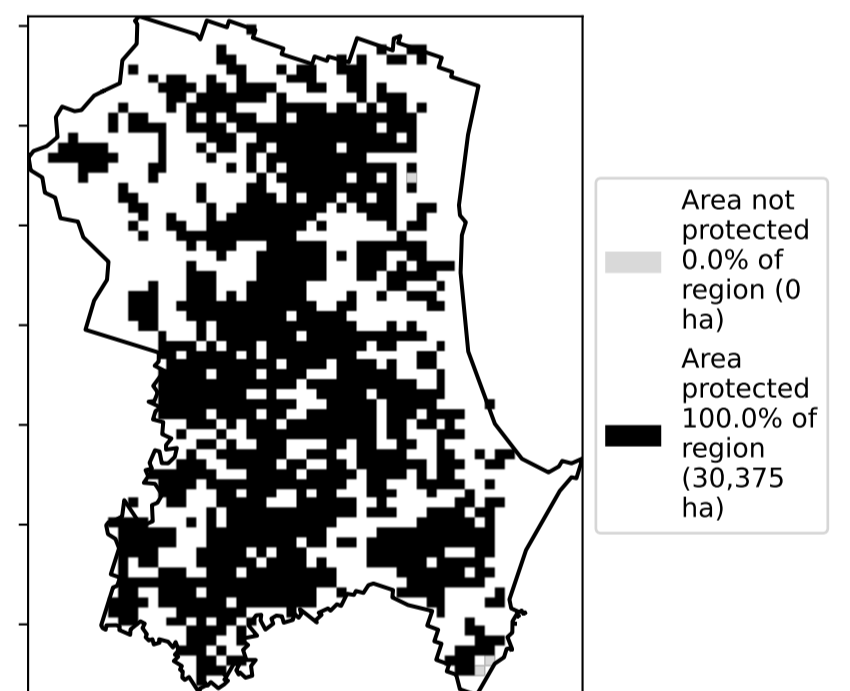 Area not
protected
0.0% of
region (0
ha)
Area
protected
100.0% of
region
(30,375
ha)